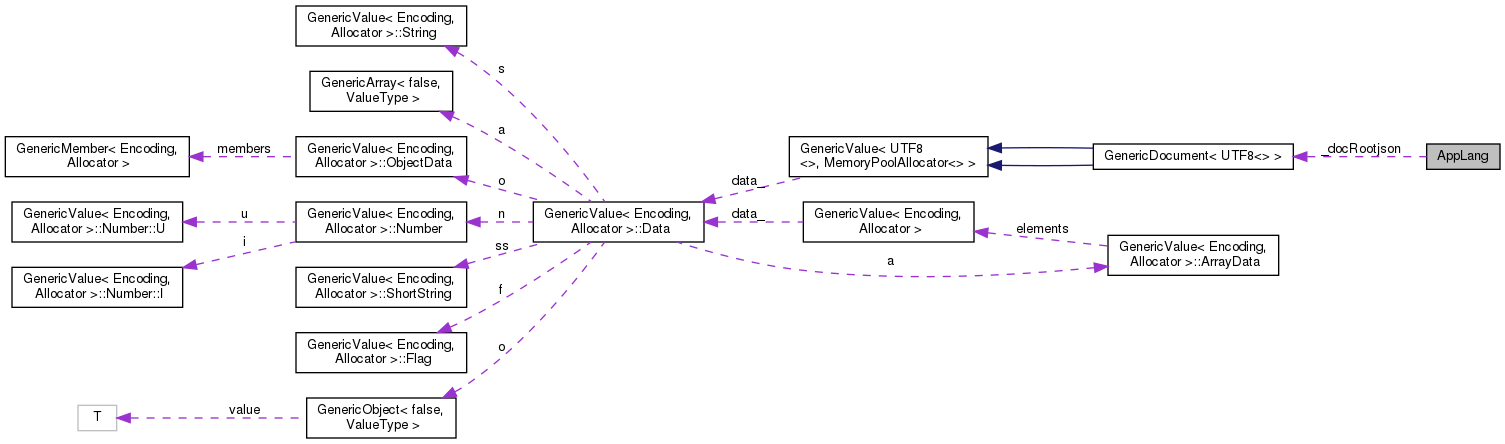 GenericValue< Encoding,
Allocator >::String
s
GenericArray< false,
ValueType >
a
GenericMember< Encoding,
Allocator >
members
GenericValue< Encoding,
Allocator >::ObjectData
o
GenericValue< UTF8
<>, MemoryPoolAllocator<> >
GenericDocument< UTF8<> >
_docRootjson
AppLang
data_
GenericValue< Encoding,
Allocator >::Number::U
u
GenericValue< Encoding,
Allocator >::Number
n
GenericValue< Encoding,
Allocator >::Data
data_
GenericValue< Encoding,
Allocator >
elements
GenericValue< Encoding,
Allocator >::ArrayData
a
i
GenericValue< Encoding,
Allocator >::Number::I
ss
GenericValue< Encoding,
Allocator >::ShortString
f
GenericValue< Encoding,
Allocator >::Flag
o
T
value
GenericObject< false,
ValueType >